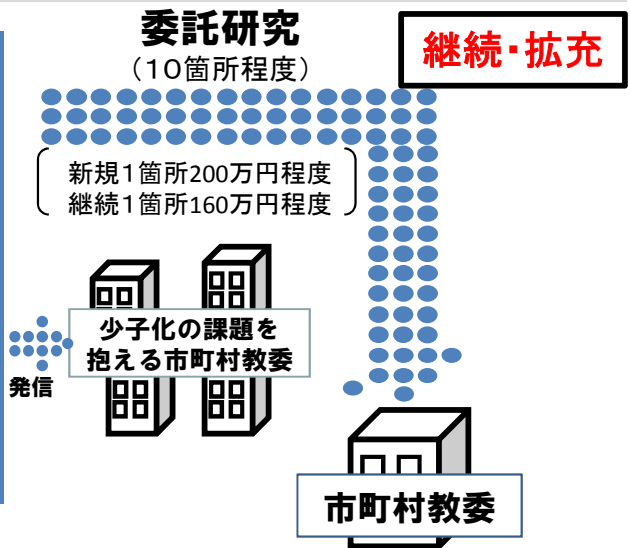 委託研究
（１０箇所程度）
継続・拡充
新規１箇所200万円程度
継続１箇所160万円程度
少子化の課題を
抱える市町村教委
発信
市町村教委